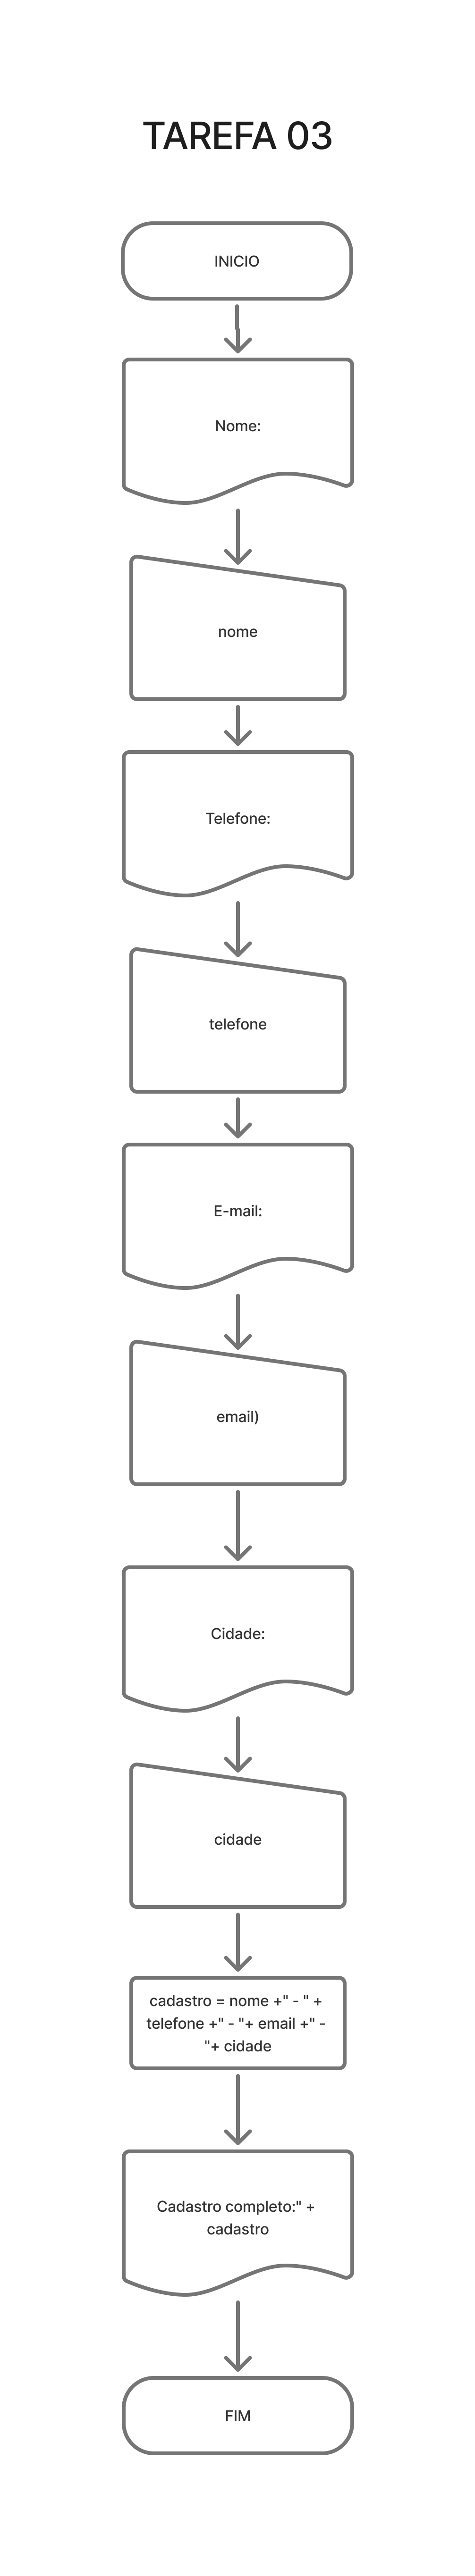 TAREFA 03
INICIO
Nome:
nome
Telefone:
telefone
E-mail:
email)
Cidade:
cidade
cadastro = nome +" - " +
telefone +" - "+ email +" -
"+ cidade
Cadastro completo:" +
cadastro
FIM